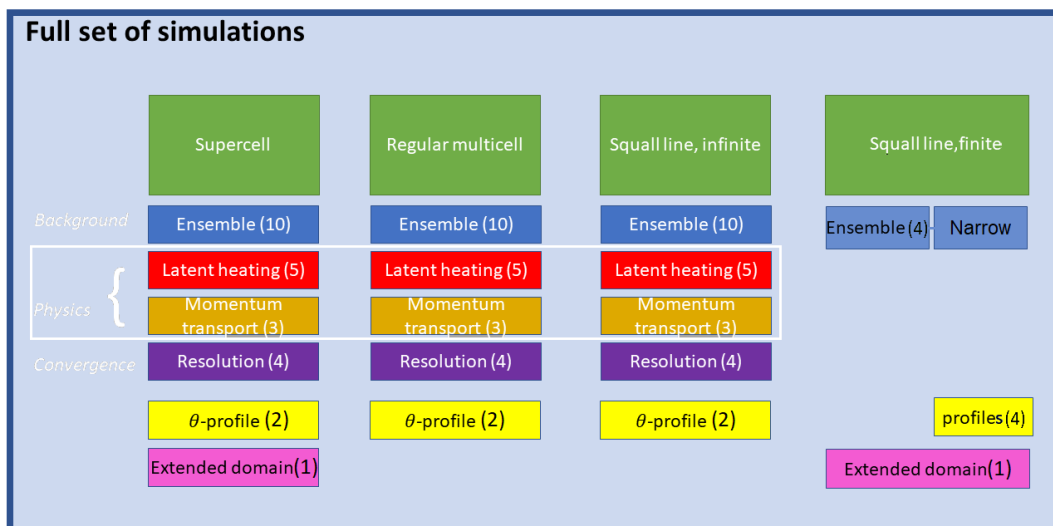 Full set of simulations
Supercell
Regular multicell
Squall line, infinite
Squall line,finite
Background
Ensemble (10)
Ensemble (10)
Ensemble (10)
Ensemble (4)
Narrow
Latent heating (5)
Latent heating (5)
Latent heating (5)
Physics
{
Momentum
transport (3)
Momentum
transport (3)
Momentum
transport (3)
Convergence
Resolution (4)
Resolution (4)
Resolution (4)
θ-profile (2)
θ-profile (2)
θ-profile (2)
profiles (4)
Extended domain(1)
Extended domain(1)